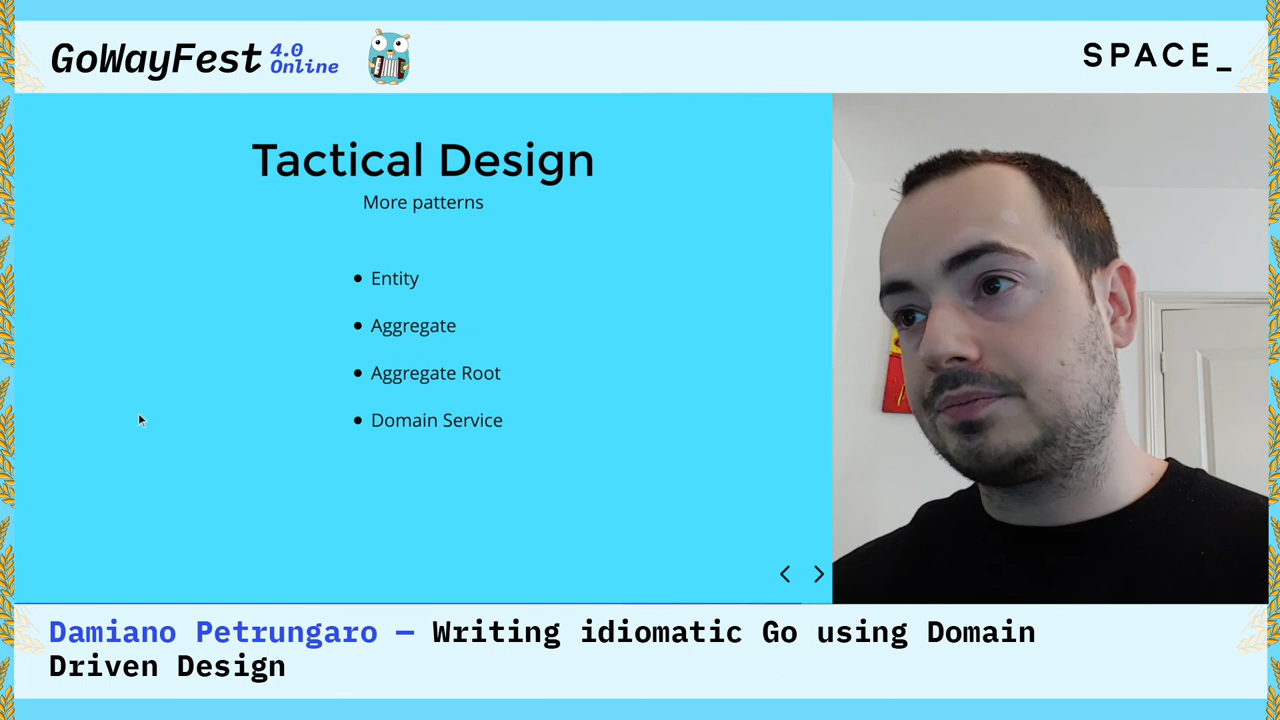 GoWayFest 4.0
Online
SPACE_
Tactical Design
More patterns
Entity
Aggregate
Aggregate Root
Domain Service
Damiano Petrungaro — Writing idiomatic Go using Domain
Driven Design